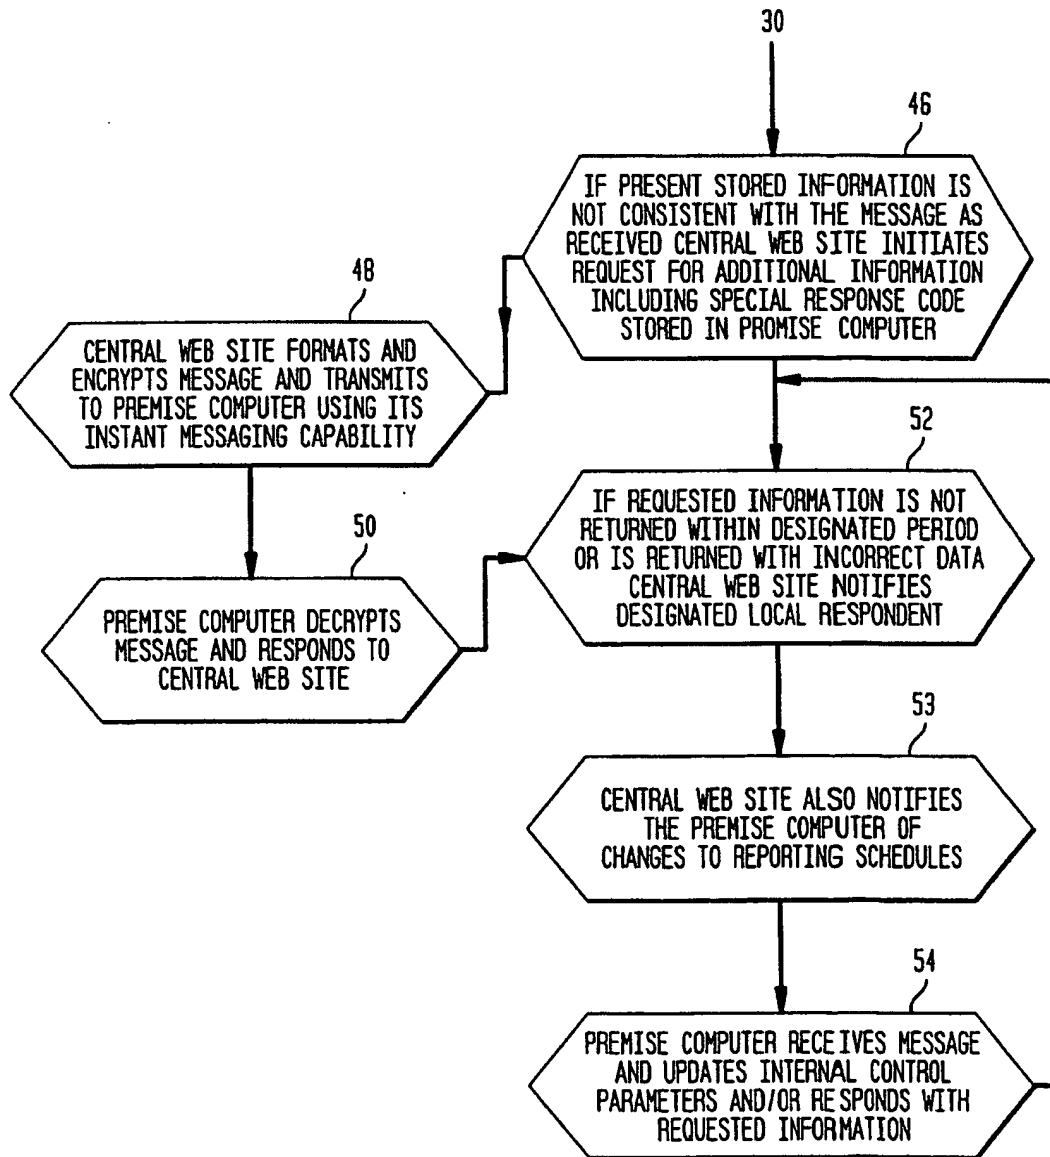 30
46
IF PRESENT STORED INFORMATION IS
NOT CONSISTENT WITH THE MESSAGE AS
RECEIVED CENTRAL WEB SITE INITIATES
REQUEST FOR ADDITIONAL INFORMATION
INCLUDING SPECIAL RESPONSE CODE
STORED IN PROMISE COMPUTER
48
CENTRAL WEB SITE FORMATS AND
ENCRYPTS MESSAGE AND TRANSMITS
TO PREMISE COMPUTER USING ITS
INSTANT MESSAGING CAPABILITY
50
PREMISE COMPUTER DECRYPTS
MESSAGE AND RESPONDS TO
CENTRAL WEB SITE
52
IF REQUESTED INFORMATION IS NOT
RETURNED WITHIN DESIGNATED PERIOD
OR IS RETURNED WITH INCORRECT DATA
CENTRAL WEB SITE NOTIFIES
DESIGNATED LOCAL RESPONDENT
53
CENTRAL WEB SITE ALSO NOTIFIES
THE PREMISE COMPUTER OF
CHANGES TO REPORTING SCHEDULES
54
PREMISE COMPUTER RECEIVES MESSAGE
AND UPDATES INTERNAL CONTROL
PARAMETERS AND/OR RESPONDS WITH
REQUESTED INFORMATION